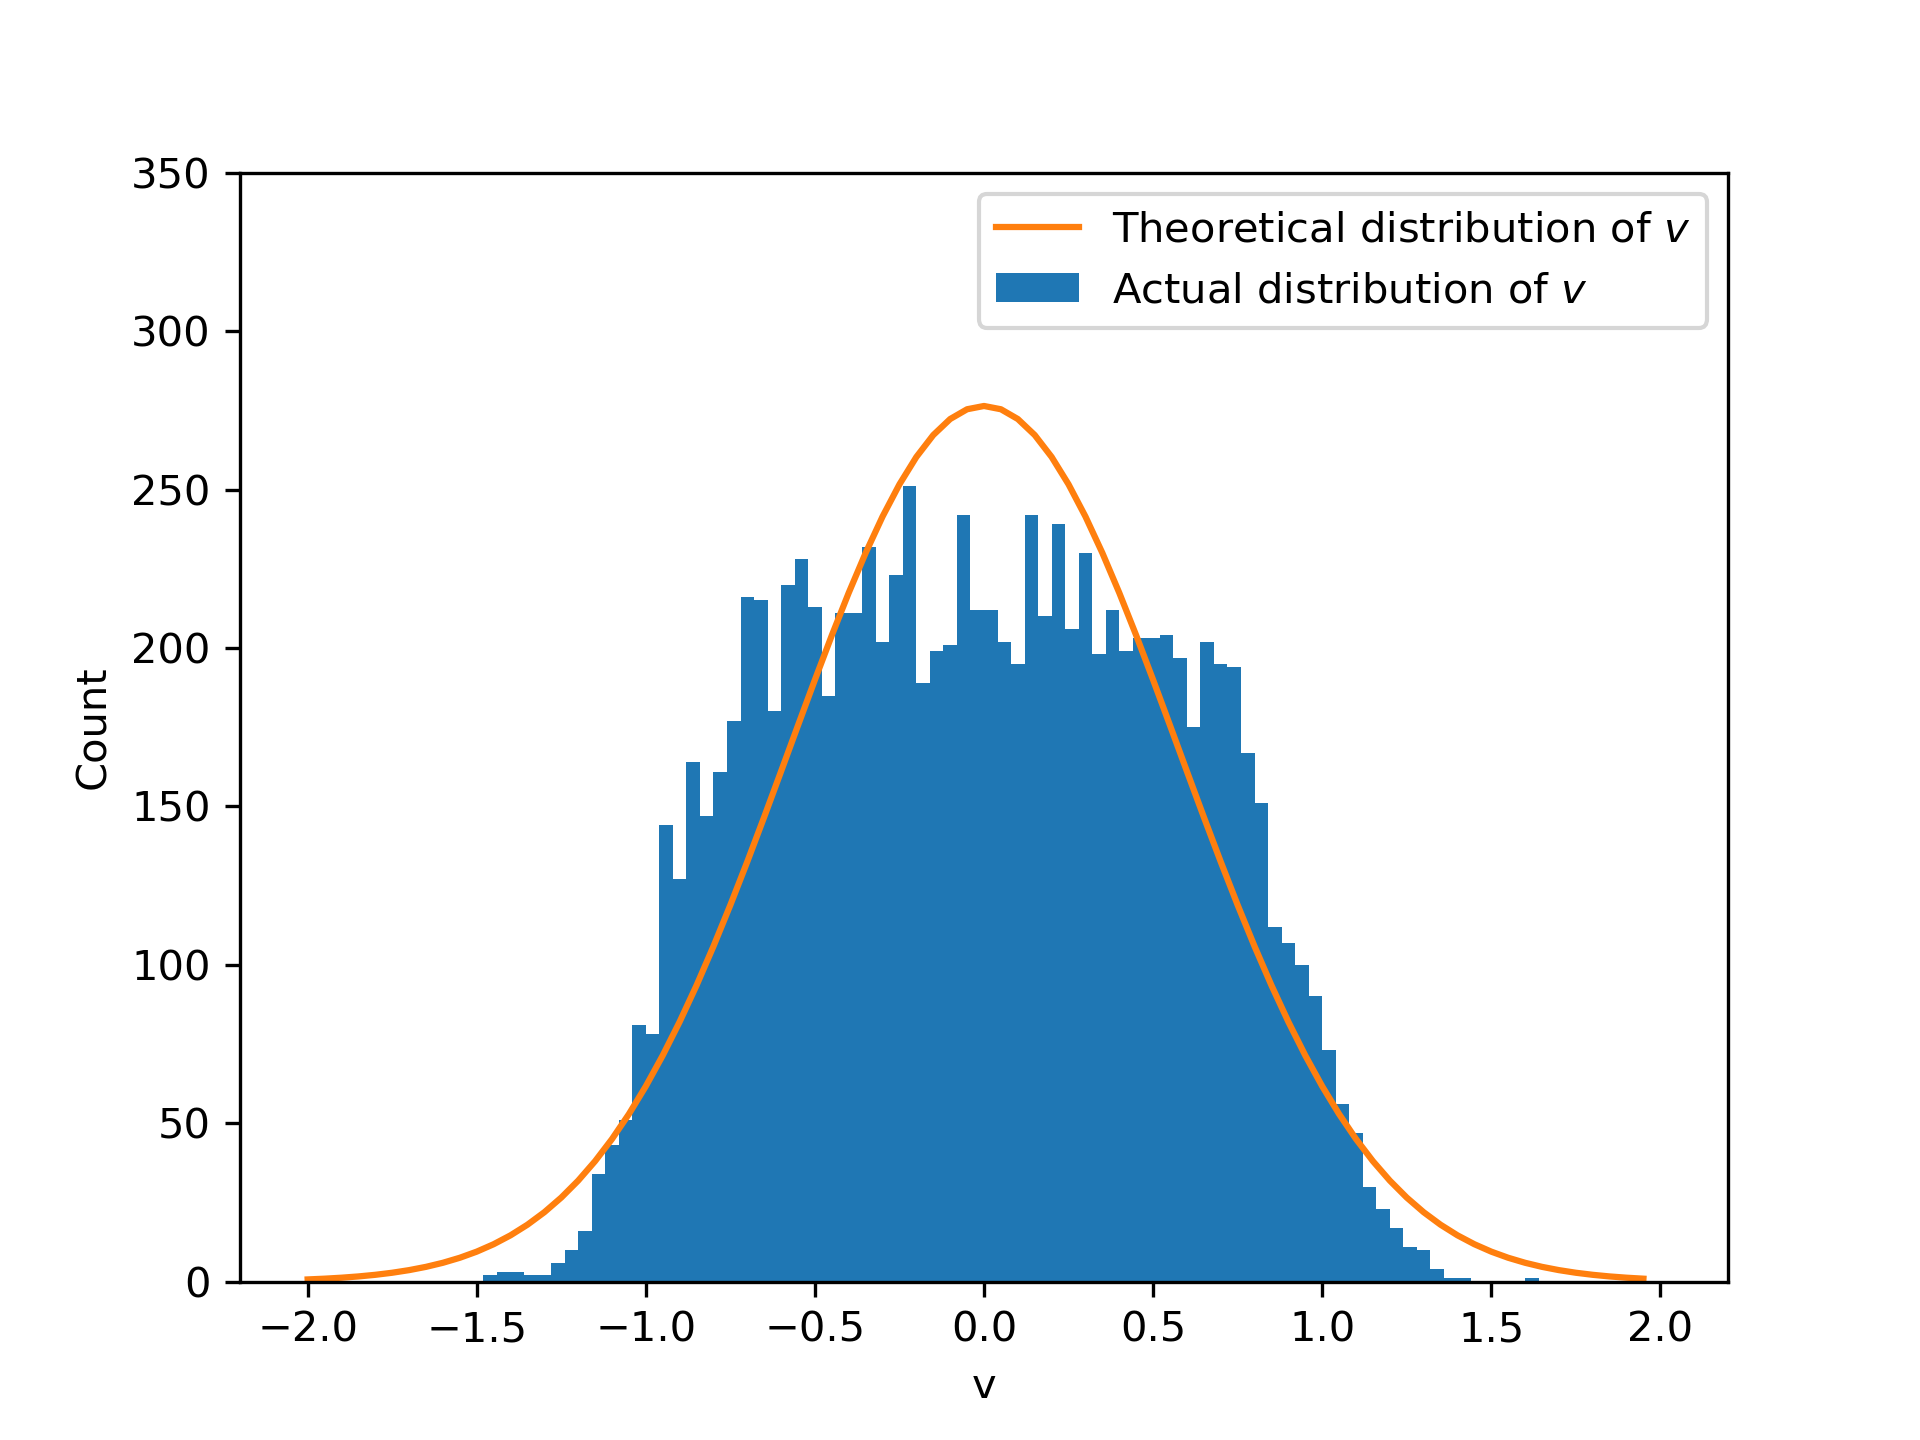 350
300
250
200
150
100
50
0
Count
Theoretical distribution of v
Actual distribution of v
−2.0 −1.5 −1.0 −0.5 0.0 0.5 1.0 1.5 2.0
v